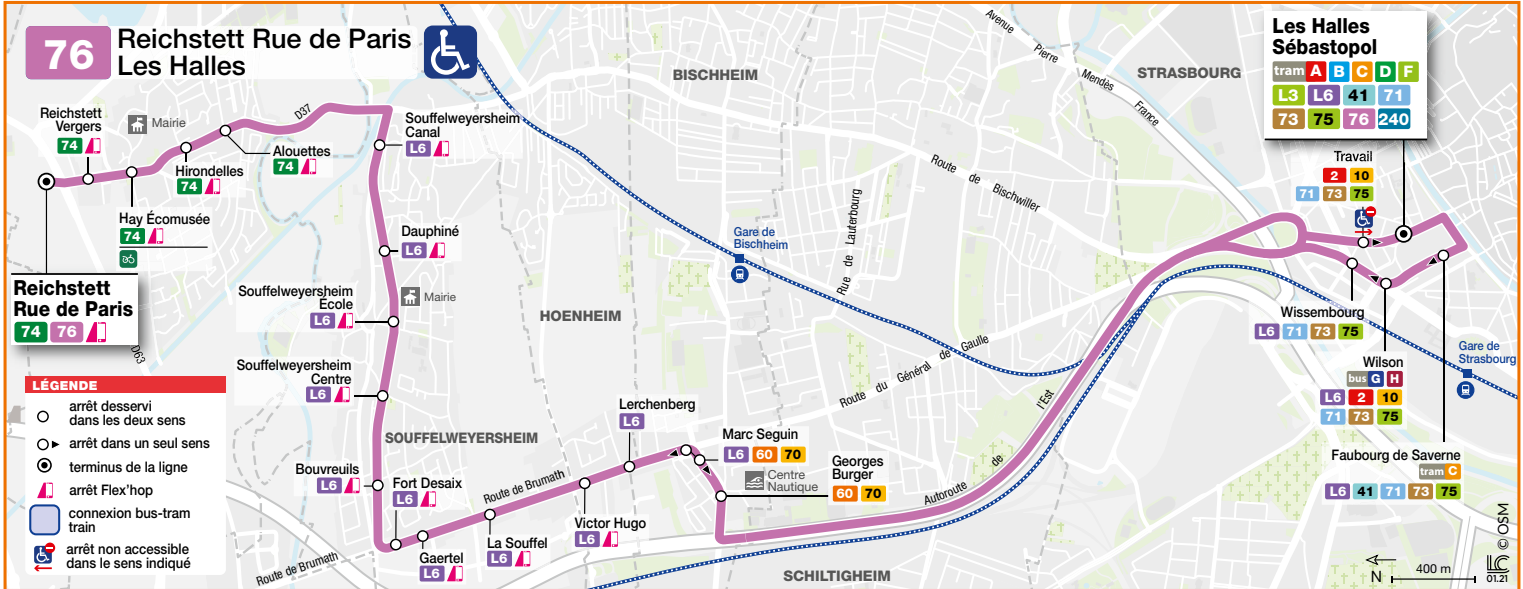 76
Reichstett Rue de Paris
Les Halles
Reichstett
Vergers
74
Mairie
D37
Hirondelles
74
Alouettes
74
Hay Écomusée
74
Reichstett
Rue de Paris
74 76
D63
Souffelweyersheim
Canal
L6
Dauphiné
L6
Souffelweyersheim
École
L6
Mairie
Souffelweyersheim
Centre
L6
SOUFFELWEYERSHEIM
Bouvreuils
L6
Fort Desaix
L6
Gaertel
L6
Route de Brumath
Route de Brumath
La Souffel
L6
Victor Hugo
L6
Lerchenberg
L6
Marc Seguin
L6 60 70
Centre
Nautique
Georges
Burger
60 70
HOENHEIM
BISCHHEIM
SCHILTIGHEIM
STRASBOURG
Gare de
Bischheim
Rue de Lauterbourg
Route de Bischwiller
Route du Général de Gaulle
Avenue Pierre Mendès France
Autoroute de l'Est
Les Halles
Sébastopol
tram A B C D F
L3 L6 41 71
73 75 76 240
Travail
2 10
71 73 75
Wissembourg
L6 71 73 75
Wilson
bus G H
L6 2 10
71 73 75
Gare de
Strasbourg
Faubourg de Saverne
tram C
L6 41 71 73 75
LÉGENDE
arrêt desservi
dans les deux sens
arrêt dans un seul sens
terminus de la ligne
arrêt Flex'hop
connexion bus-tram
train
arrêt non accessible
dans le sens indiqué
N
400 m
© OSM
01.21